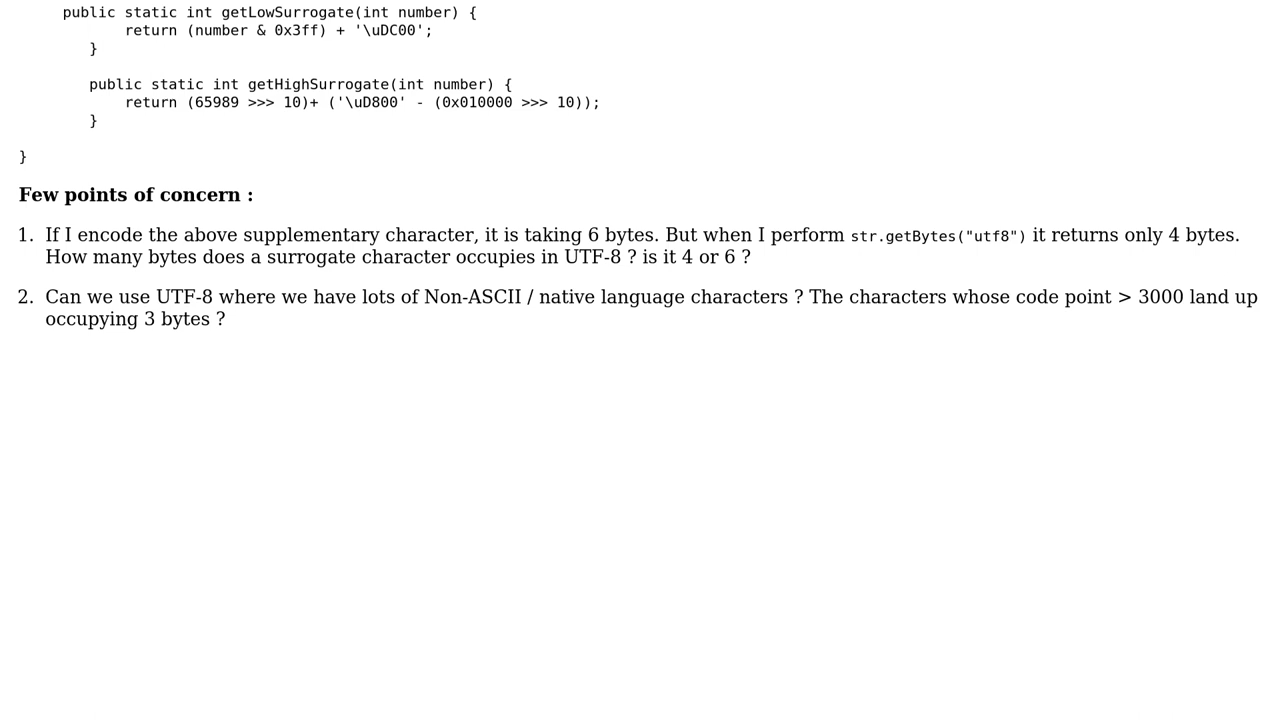 public static int getLowSurrogate(int number) {
return (number & 0x3ff) + '\uDC00';
}
public static int getHighSurrogate(int number) {
return (65989 >>> 10)+ ('\uD800' - (0x010000 >>> 10));
}
}
Few points of concern :
1. If I encode the above supplementary character, it is taking 6 bytes. But when I perform str.getBytes("utf8") it returns only 4 bytes.
How many bytes does a surrogate character occupies in UTF-8 ? is it 4 or 6 ?
2. Can we use UTF-8 where we have lots of Non-ASCII / native language characters ? The characters whose code point > 3000 land up
occupying 3 bytes ?